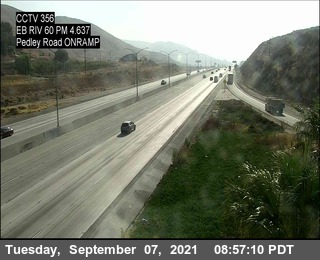 CCTV 356
EB RIV 60 PM 4.637
Pedley Road ONRAMP
Tuesday, September 07, 2021 08:57:10 PDT